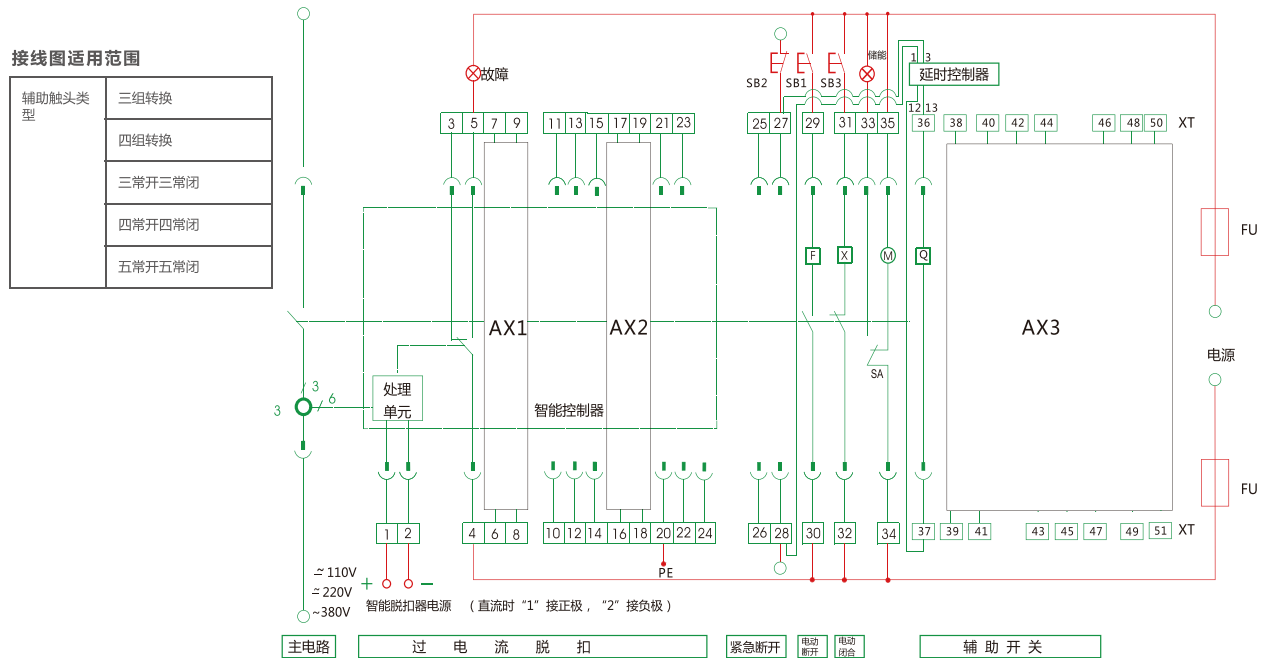 接线图适用范围
辅助触头类
型
三组转换
四组转换
三常开三常闭
四常开四常闭
五常开五常闭
故障
SB2
SB1
SB3
储能
1 3
延时控制器
12 13
3 5 7 9
11 13 15 17 19 21 23
25 27
29
31 33 35
36
38
40
42
44
46
48
50
XT
F
X
M
Q
FU
AX1
AX2
AX3
电源
SA
处理
单元
3
3
6
智能控制器
FU
1 2
4 6 8
10 12 14 16 18 20 22 24
26 28
30
32
34
37
39
41
43
45
47
49
51
XT
PE
~110V
~220V
~380V
+
−
智能脱扣器电源 （直流时“1”接正极，“2”接负极）
主电路
过电流脱扣
紧急断开
电动
断开
电动
闭合
辅助开关